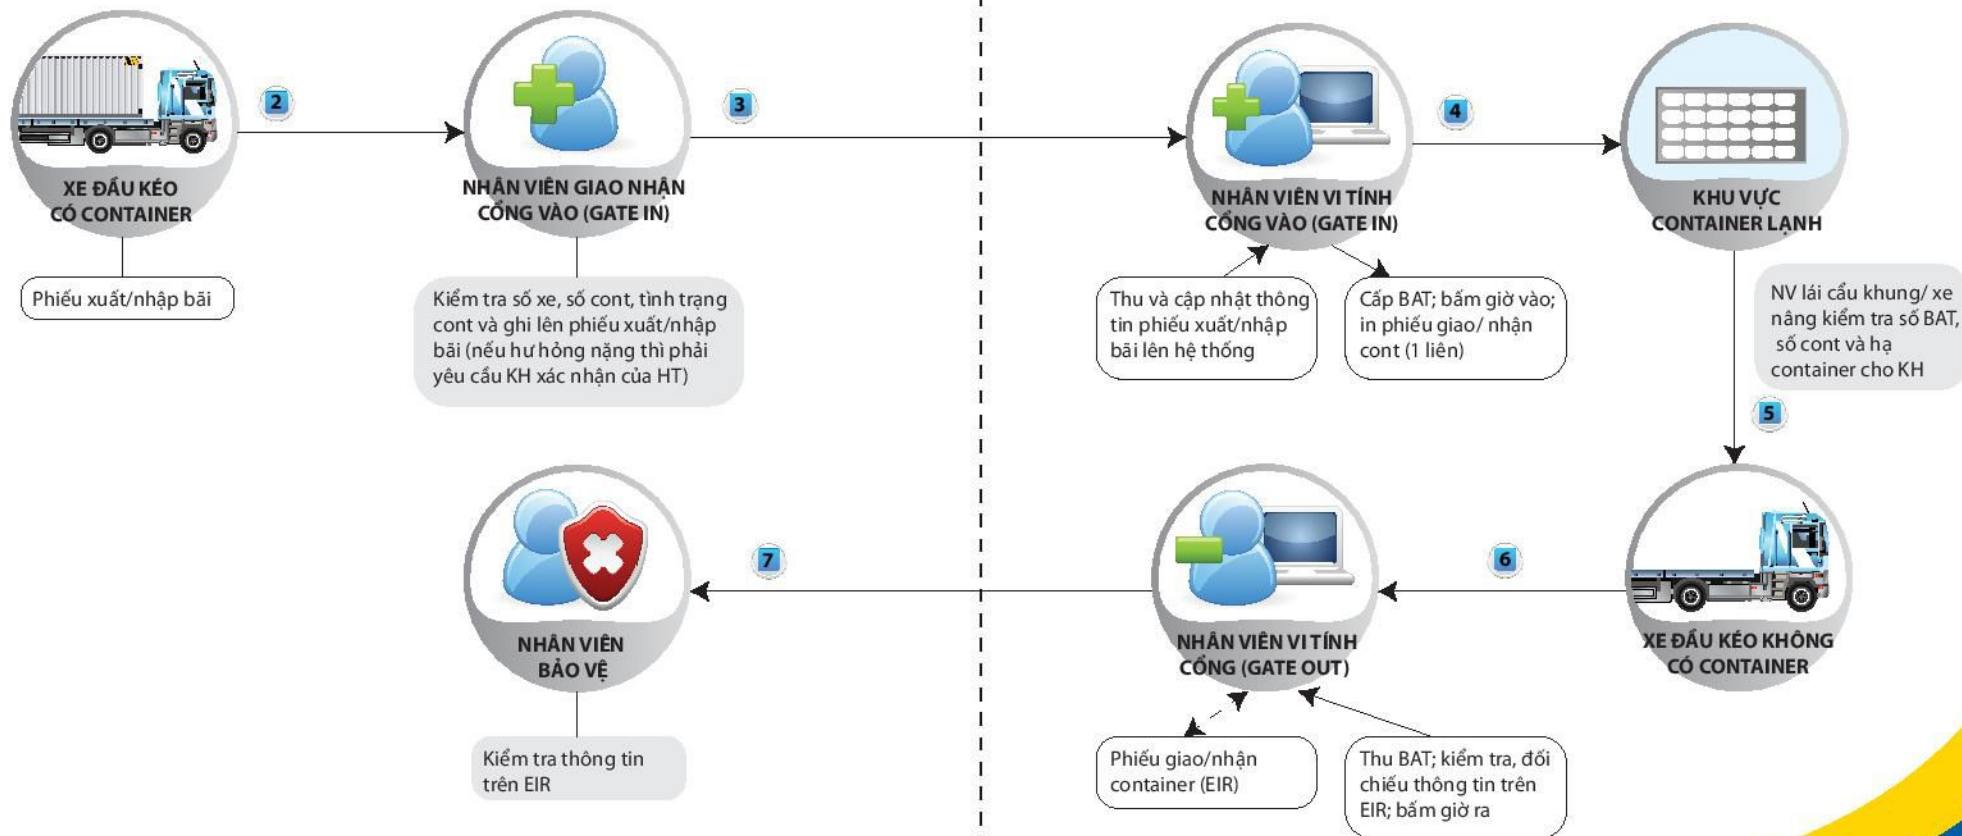 2
3
4
XE ĐẦU KÉO
CÓ CONTAINER
NHÂN VIÊN GIAO NHẬN
CỔNG VÀO (GATE IN)
NHÂN VIÊN VI TÍNH
CỔNG VÀO (GATE IN)
KHU VỰC
CONTAINER LẠNH
Phiếu xuất/nhập bãi
Kiểm tra số xe, số cont, tình trạng
cont và ghi lên phiếu xuất/nhập
bãi (nếu hư hỏng nặng thì phải
yêu cầu KH xác nhận của HT)
Thu và cập nhật thông
tin phiếu xuất/nhập
bãi lên hệ thống
Cấp BAT; bấm giờ vào;
in phiếu giao/ nhận
cont (1 liên)
NV lái cẩu khung/ xe
nâng kiểm tra số BAT,
số cont và hạ
container cho KH
5
7
6
NHÂN VIÊN
BẢO VỆ
NHÂN VIÊN VI TÍNH
CỔNG (GATE OUT)
XE ĐẦU KÉO KHÔNG
CÓ CONTAINER
Kiểm tra thông tin
trên EIR
Phiếu giao/nhận
container (EIR)
Thu BAT; kiểm tra, đối
chiếu thông tin trên
EIR; bấm giờ ra